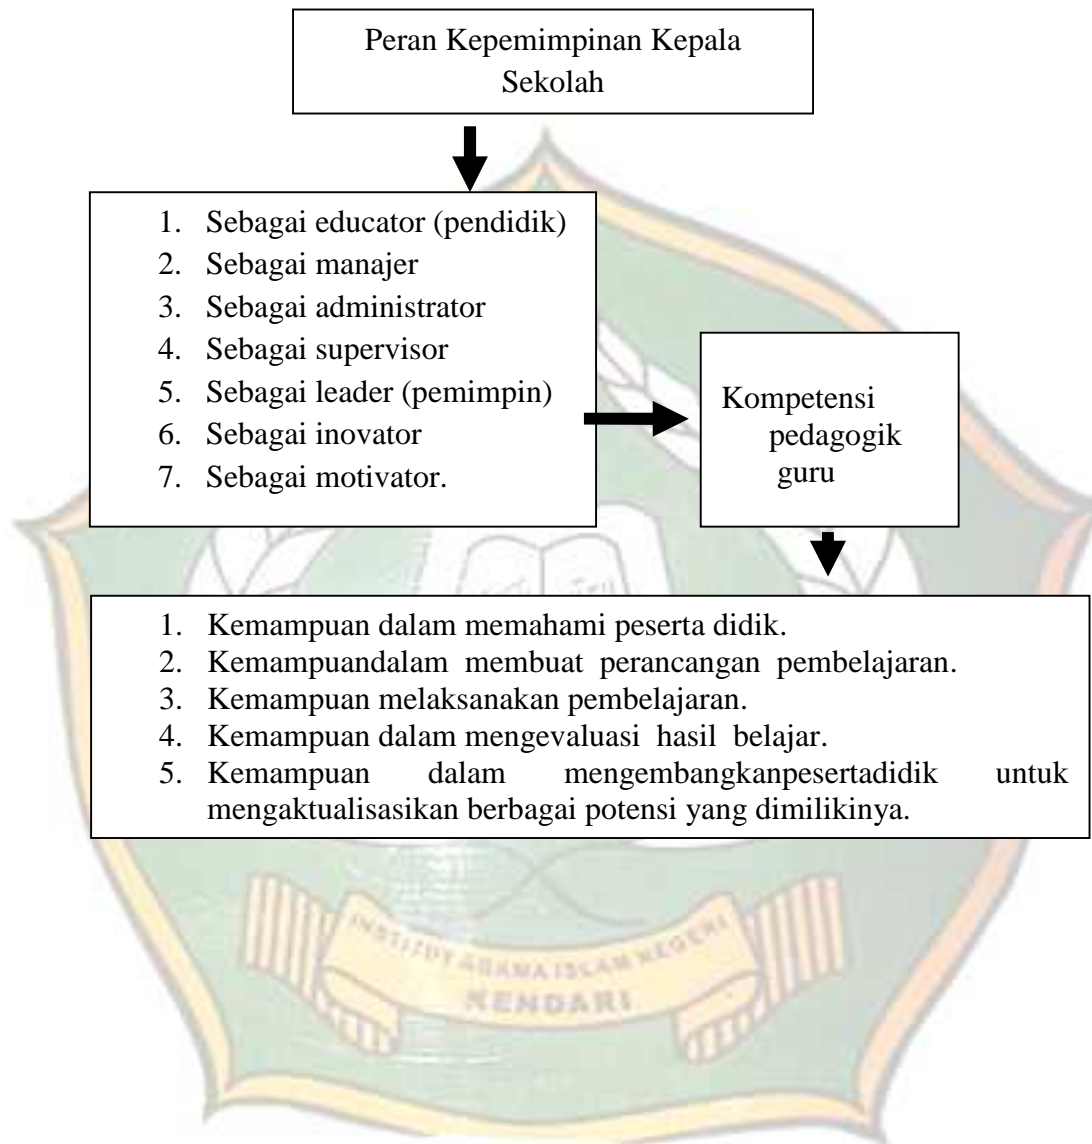 Peran Kepemimpinan Kepala
Sekolah
1. Sebagai educator (pendidik)
2. Sebagai manajer
3. Sebagai administrator
4. Sebagai supervisor
5. Sebagai leader (pemimpin)
6. Sebagai inovator
7. Sebagai motivator.
Kompetensi
pedagogik
guru
1. Kemampuan dalam memahami peserta didik.
2. Kemampuandalam membuat perancangan pembelajaran.
3. Kemampuan melaksanakan pembelajaran.
4. Kemampuan dalam mengevaluasi hasil belajar.
5. Kemampuan dalam mengembangkanpesertadidik untuk
mengaktualisasikan berbagai potensi yang dimilikinya.
INSTITUT AGAMA ISLAM NEGERI
KENDARI